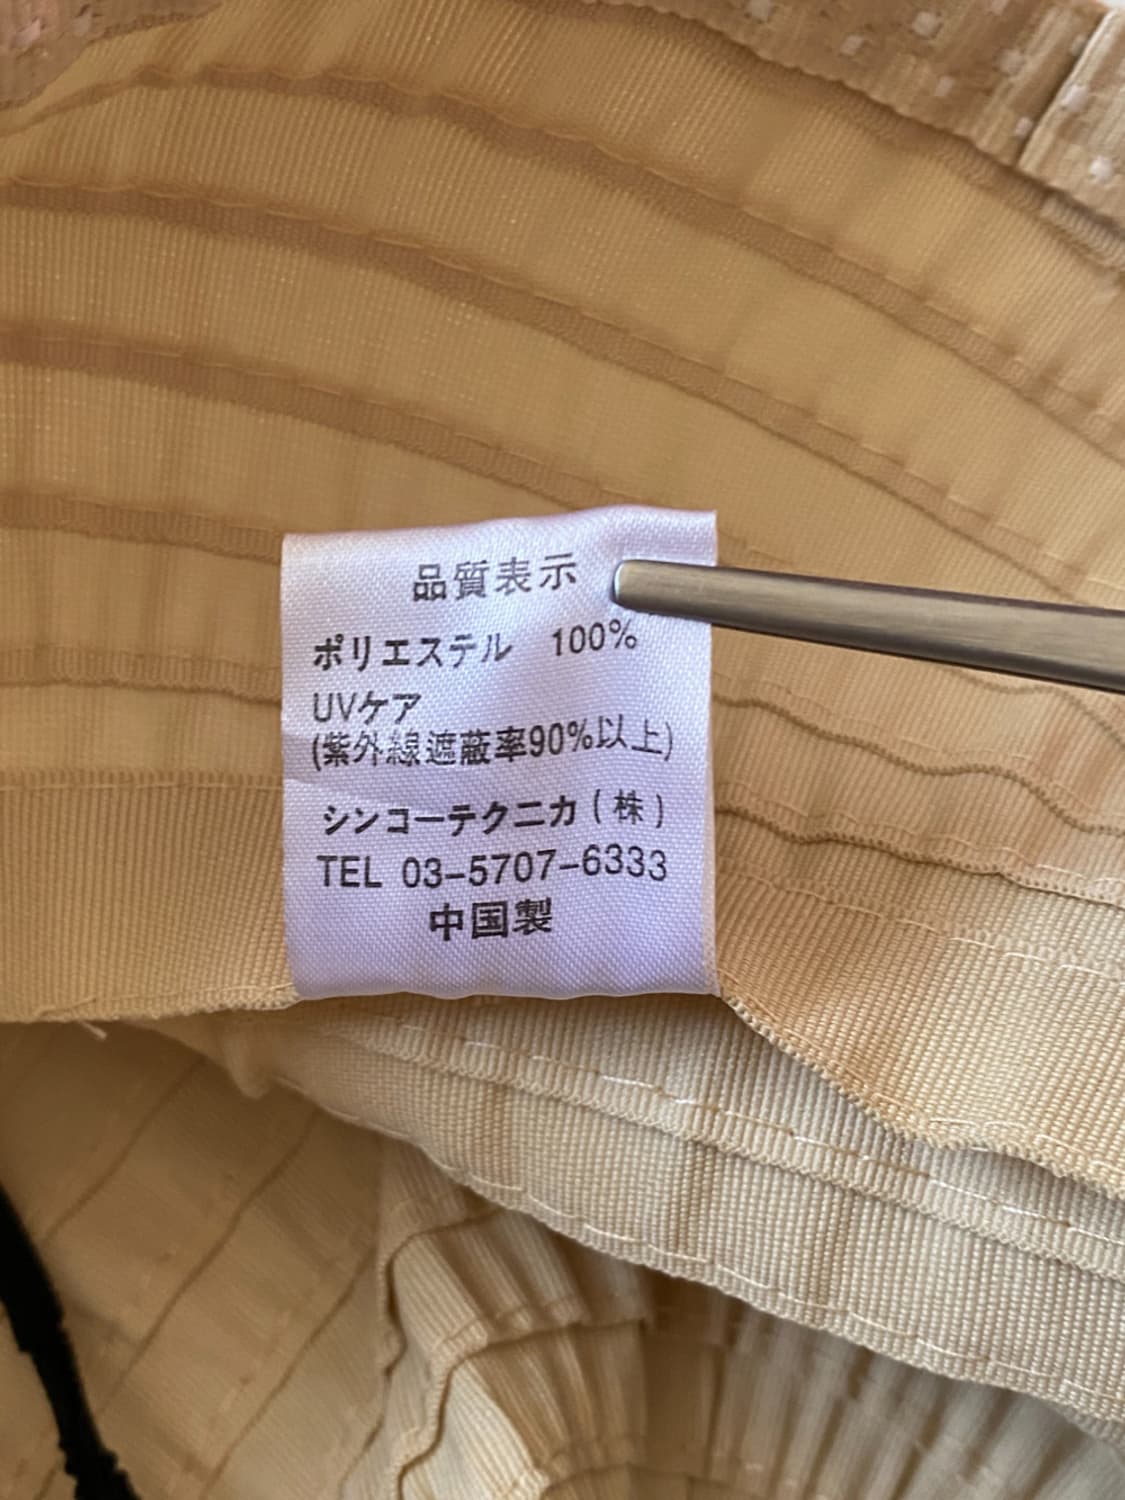 品質表示
ポリエステル 100%
UVケア
(紫外線遮蔽率90%以上)
シンコーテクニカ(株)
TEL 03-5707-6333
中国製